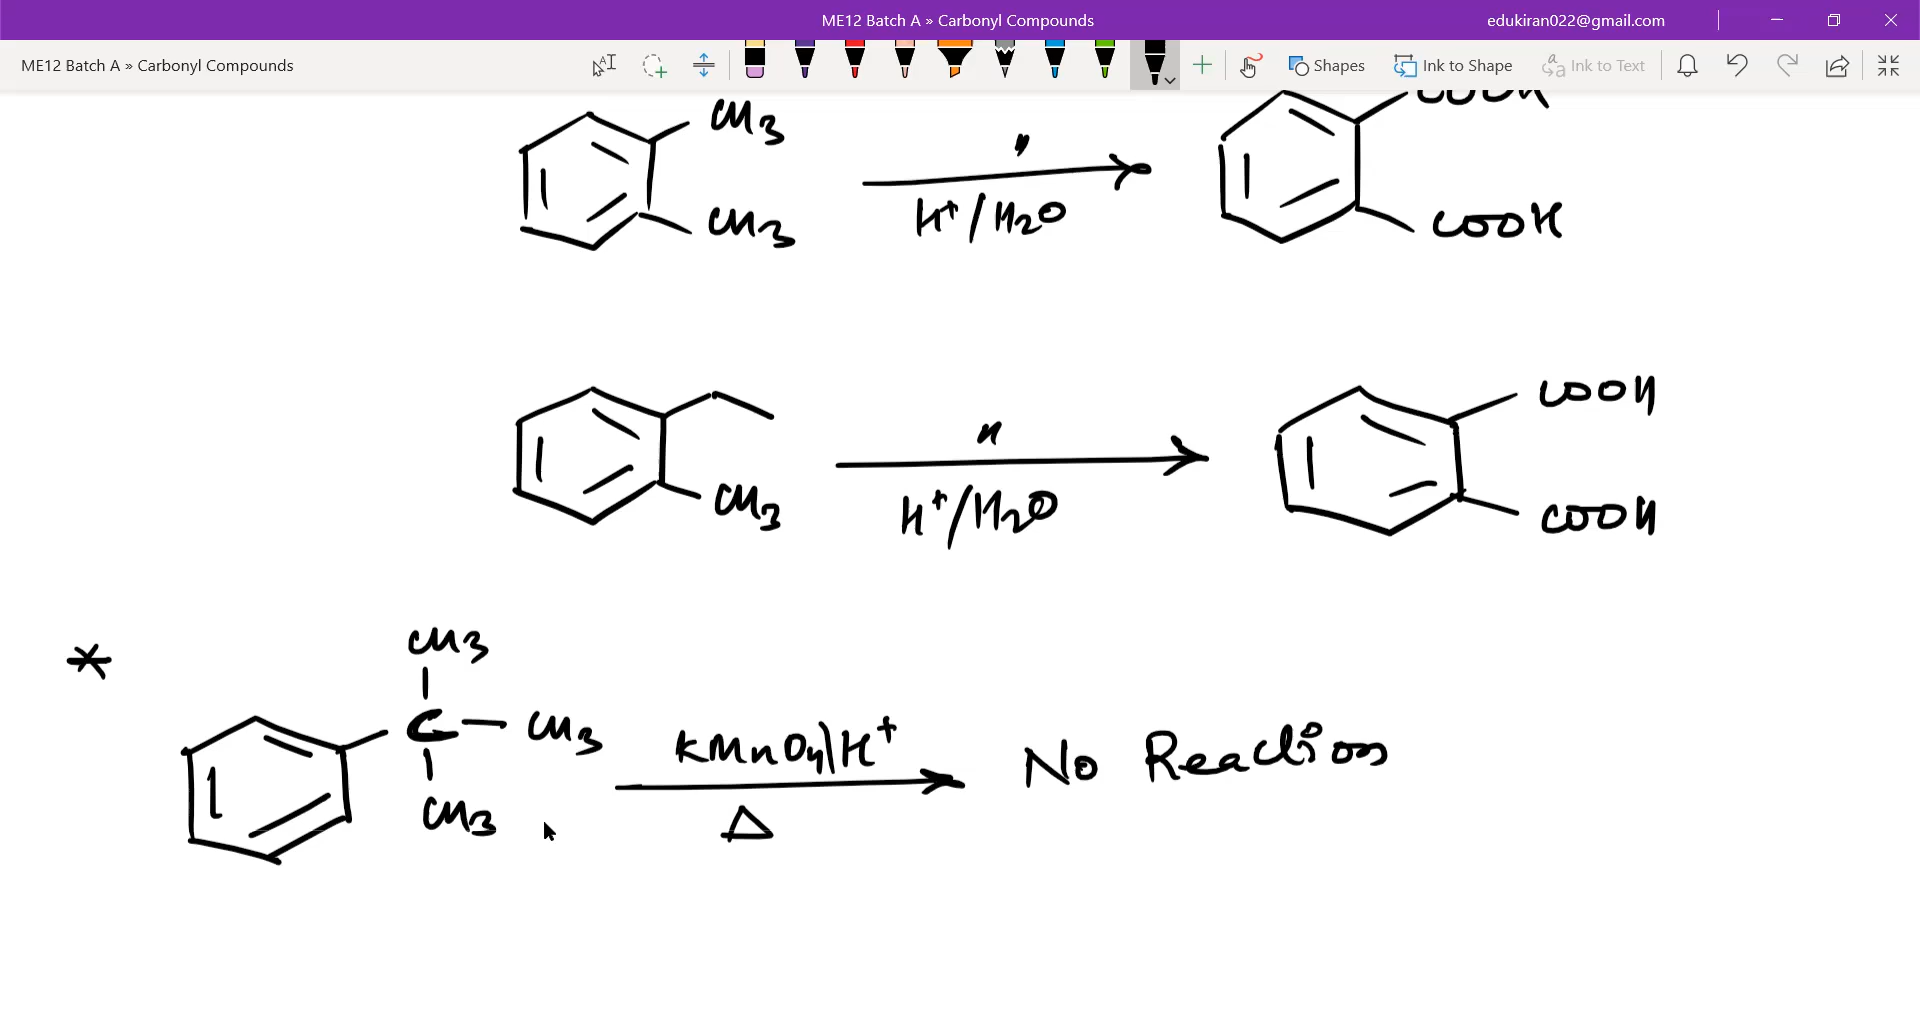 ME12 Batch A » Carbonyl Compounds
edukiran022@gmail.com
ME12 Batch A » Carbonyl Compounds
Shapes
Ink to Shape
Ink to Text
CH3
COOH
"
CH3
H+/H2O
COOH
COOH
"
CH3
H+/H2O
COOH
*
CH3
C — CH3
KMnO4\H+
No Reaction
CH3
Δ